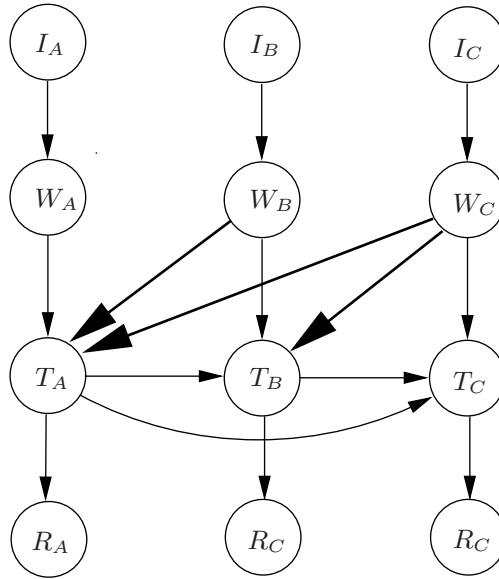 I_A I_B I_C
W_A W_B W_C
T_A T_B T_C
R_A R_C R_C